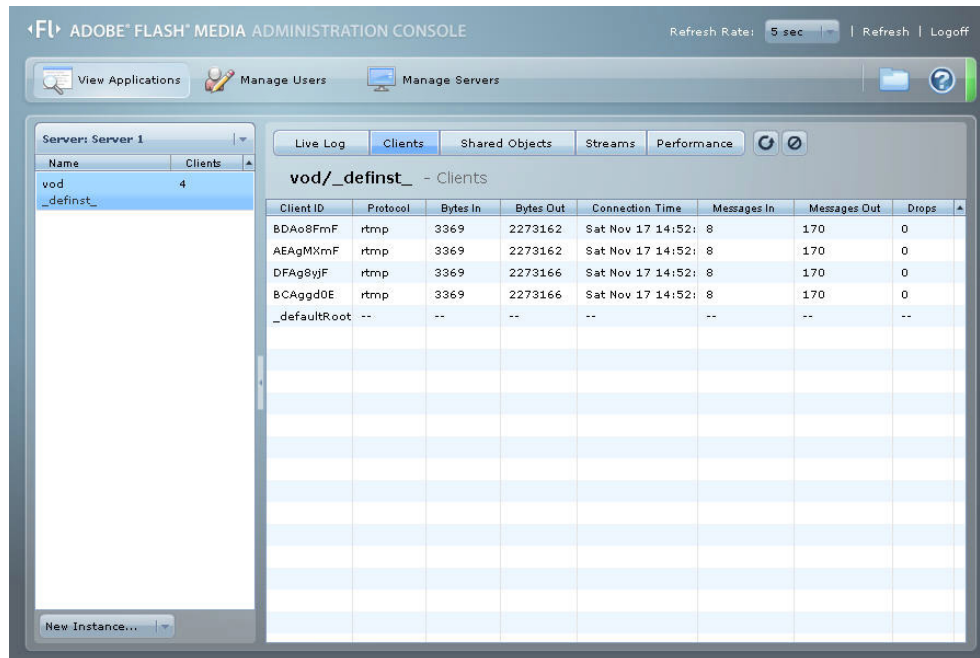 FL ADOBE® FLASH® MEDIA ADMINISTRATION CONSOLE
Refresh Rate: 5 sec | Refresh | Logoff
View Applications Manage Users Manage Servers
Server: Server 1
Name Clients
vod 4
_definst_
New Instance...
Live Log Clients Shared Objects Streams Performance
vod/_definst_ - Clients
Client ID Protocol Bytes In Bytes Out Connection Time Messages In Messages Out Drops
BDAo8FmF rtmp 3369 2273162 Sat Nov 17 14:52: 8 170 0
AEAgMXmF rtmp 3369 2273162 Sat Nov 17 14:52: 8 170 0
DFAg8yjF rtmp 3369 2273166 Sat Nov 17 14:52: 8 170 0
BCAggd0E rtmp 3369 2273166 Sat Nov 17 14:52: 8 170 0
_defaultRoot -- -- -- -- -- -- --